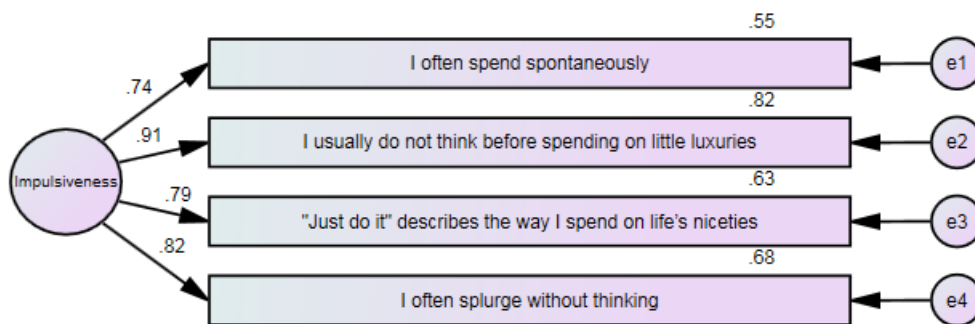 .55
I often spend spontaneously
e1
.74
.82
.91
I usually do not think before spending on little luxuries
e2
Impulsiveness
.63
.79
"Just do it" describes the way I spend on life's niceties
e3
.82
.68
I often splurge without thinking
e4